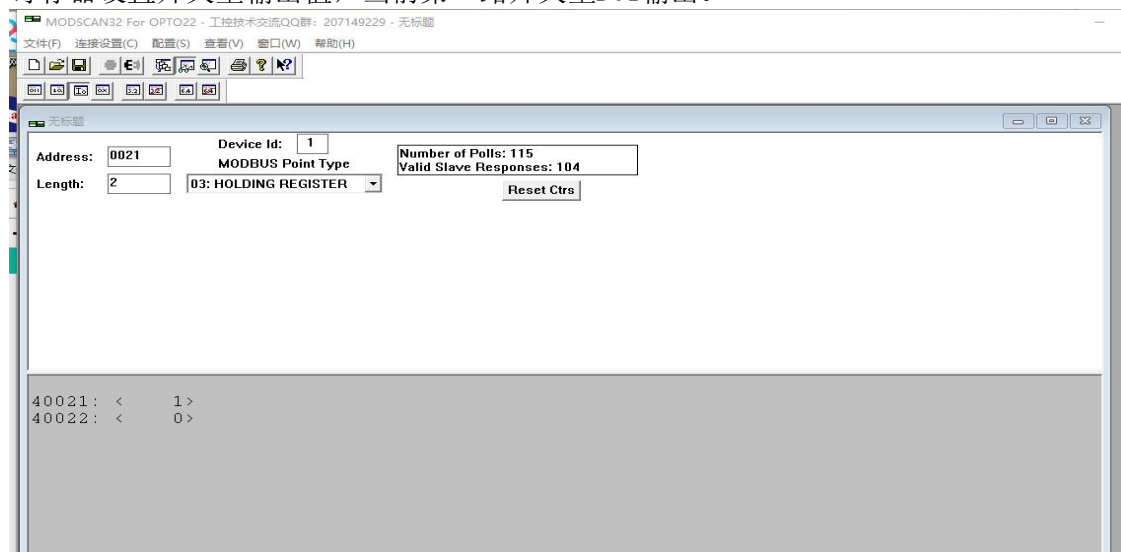 MODSCAN32 For OPTO22 - 工控技术交流QQ群：207149229 - 无标题
文件(F) 连接设置(C) 配置(S) 查看(V) 窗口(W) 帮助(H)
无标题
Device Id: 1
Address: 0021
MODBUS Point Type
Number of Polls: 115
Valid Slave Responses: 104
Length: 2
03: HOLDING REGISTER
Reset Ctrs
40021: < 1>
40022: < 0>